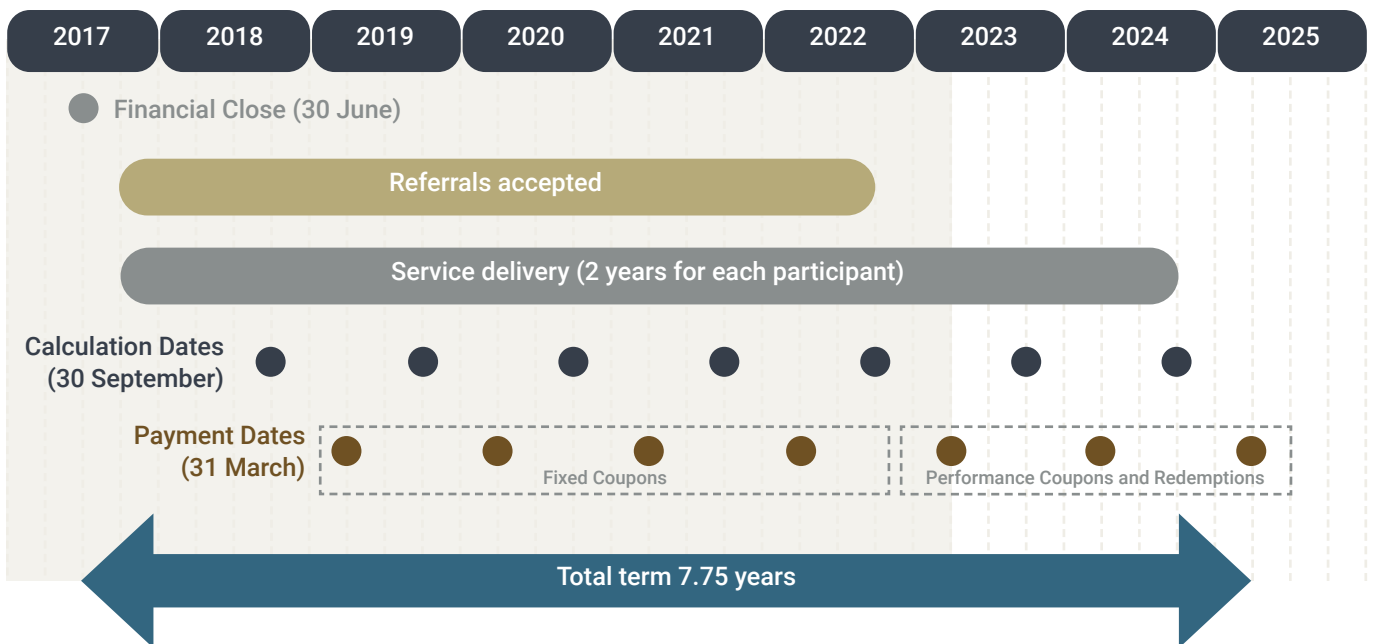 2017 2018 2019 2020 2021 2022 2023 2024 2025
Financial Close (30 June)
Referrals accepted
Service delivery (2 years for each participant)
Calculation Dates
(30 September)
Payment Dates
(31 March)
Fixed Coupons
Performance Coupons and Redemptions
Total term 7.75 years